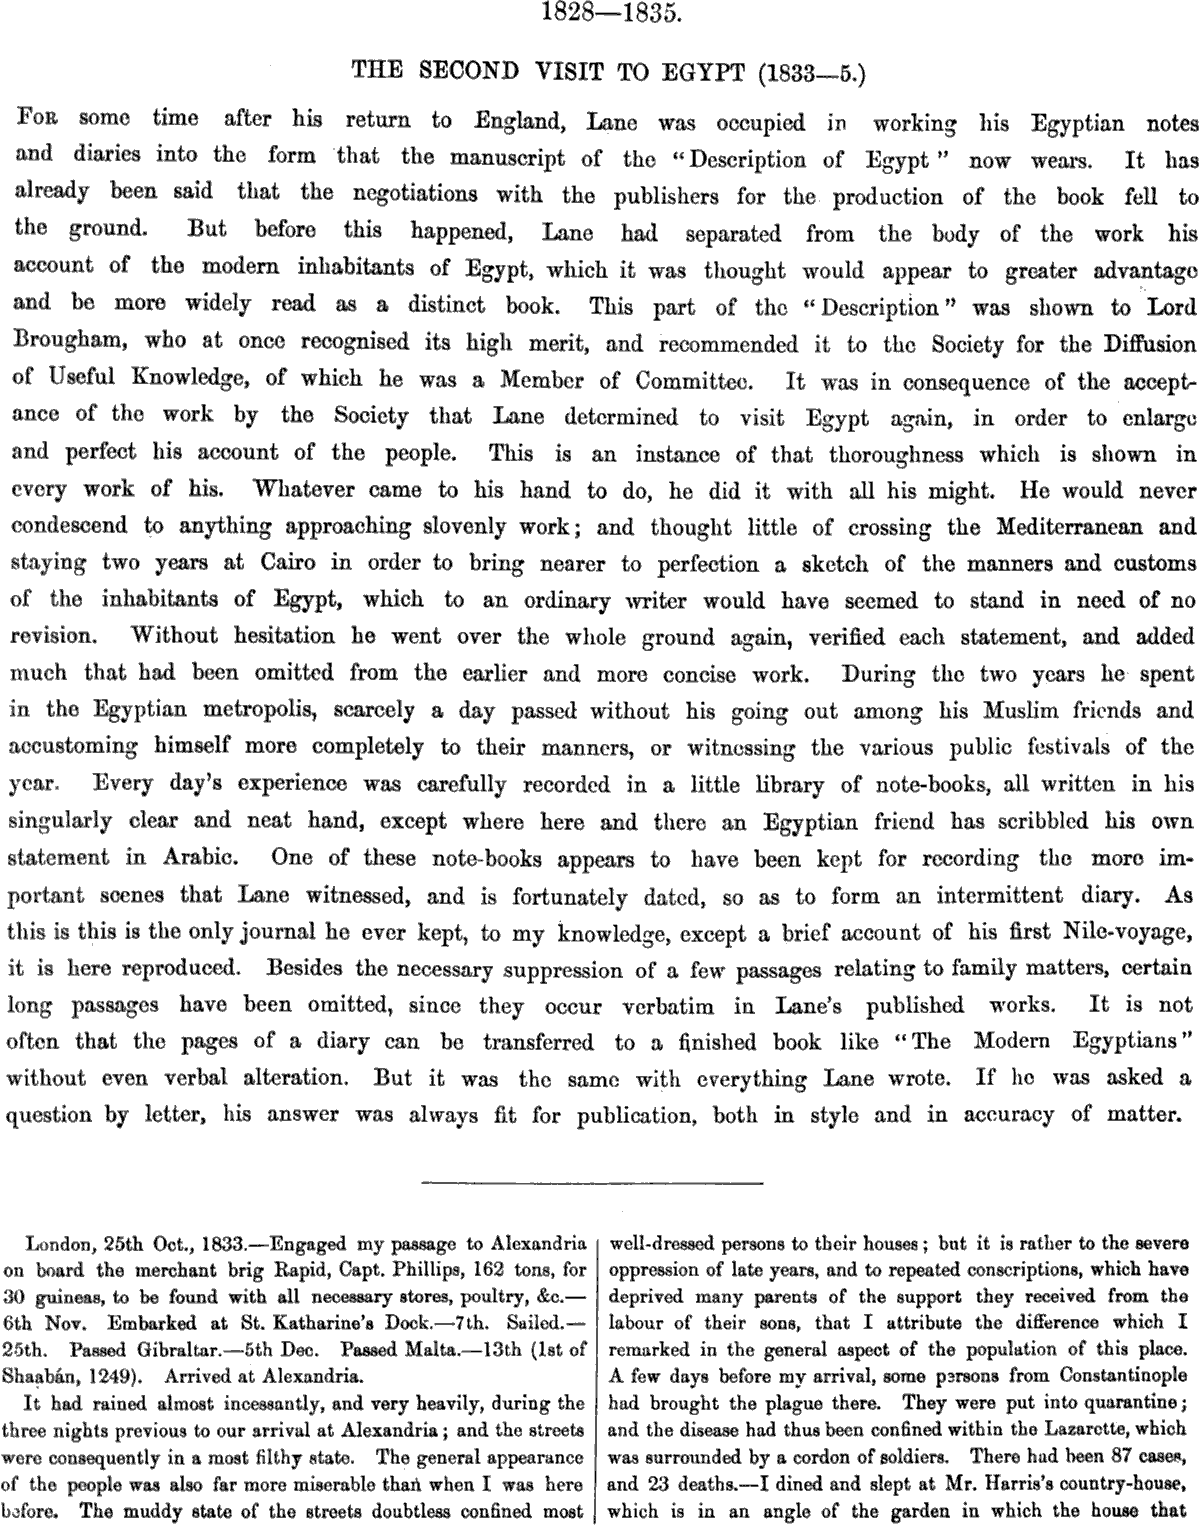 1828—1835.
THE SECOND VISIT TO EGYPT (1833—5.)
FOR some time after his return to England, Lane was occupied in working his Egyptian notes
and diaries into the form that the manuscript of the “Description of Egypt” now wears. It has
already been said that the negotiations with the publishers for the production of the book fell to
the ground. But before this happened, Lane had separated from the body of the work his
account of the modern inhabitants of Egypt, which it was thought would appear to greater advantage
and be more widely read as a distinct book. This part of the “Description” was shown to Lord
Brougham, who at once recognised its high merit, and recommended it to the Society for the Diffusion
of Useful Knowledge, of which he was a Member of Committee. It was in consequence of the accept-
ance of the work by the Society that Lane determined to visit Egypt again, in order to enlarge
and perfect his account of the people. This is an instance of that thoroughness which is shown in
every work of his. Whatever came to his hand to do, he did it with all his might. He would never
condescend to anything approaching slovenly work; and thought little of crossing the Mediterranean and
staying two years at Cairo in order to bring nearer to perfection a sketch of the manners and customs
of the inhabitants of Egypt, which to an ordinary writer would have seemed to stand in need of no
revision. Without hesitation he went over the whole ground again, verified each statement, and added
much that had been omitted from the earlier and more concise work. During the two years he spent
in the Egyptian metropolis, scarcely a day passed without his going out among his Muslim friends and
accustoming himself more completely to their manners, or witnessing the various public festivals of the
year. Every day's experience was carefully recorded in a little library of note-books, all written in his
singularly clear and neat hand, except where here and there an Egyptian friend has scribbled his own
statement in Arabic. One of these note-books appears to have been kept for recording the more im-
portant scenes that Lane witnessed, and is fortunately dated, so as to form an intermittent diary. As
this is this is the only journal he ever kept, to my knowledge, except a brief account of his first Nile-voyage,
it is here reproduced. Besides the necessary suppression of a few passages relating to family matters, certain
long passages have been omitted, since they occur verbatim in Lane's published works. It is not
often that the pages of a diary can be transferred to a finished book like “The Modern Egyptians”
without even verbal alteration. But it was the same with everything Lane wrote. If he was asked a
question by letter, his answer was always fit for publication, both in style and in accuracy of matter.
London, 25th Oct., 1833.—Engaged my passage to Alexandria
on board the merchant brig Rapid, Capt. Phillips, 162 tons, for
30 guineas, to be found with all necessary stores, poultry, &c.—
6th Nov. Embarked at St. Katharine's Dock.—7th. Sailed.—
25th. Passed Gibraltar.—5th Dec. Passed Malta.—13th (1st of
Shaạbán, 1249). Arrived at Alexandria.
It had rained almost incessantly, and very heavily, during the
three nights previous to our arrival at Alexandria; and the streets
were consequently in a most filthy state. The general appearance
of the people was also far more miserable than when I was here
before. The muddy state of the streets doubtless confined most
well-dressed persons to their houses; but it is rather to the severe
oppression of late years, and to repeated conscriptions, which have
deprived many parents of the support they received from the
labour of their sons, that I attribute the difference which I
remarked in the general aspect of the population of this place.
A few days before my arrival, some persons from Constantinople
had brought the plague there. They were put into quarantine;
and the disease had thus been confined within the Lazarette, which
was surrounded by a cordon of soldiers. There had been 87 cases,
and 23 deaths.—I dined and slept at Mr. Harris's country-house,
which is in an angle of the garden in which the house that